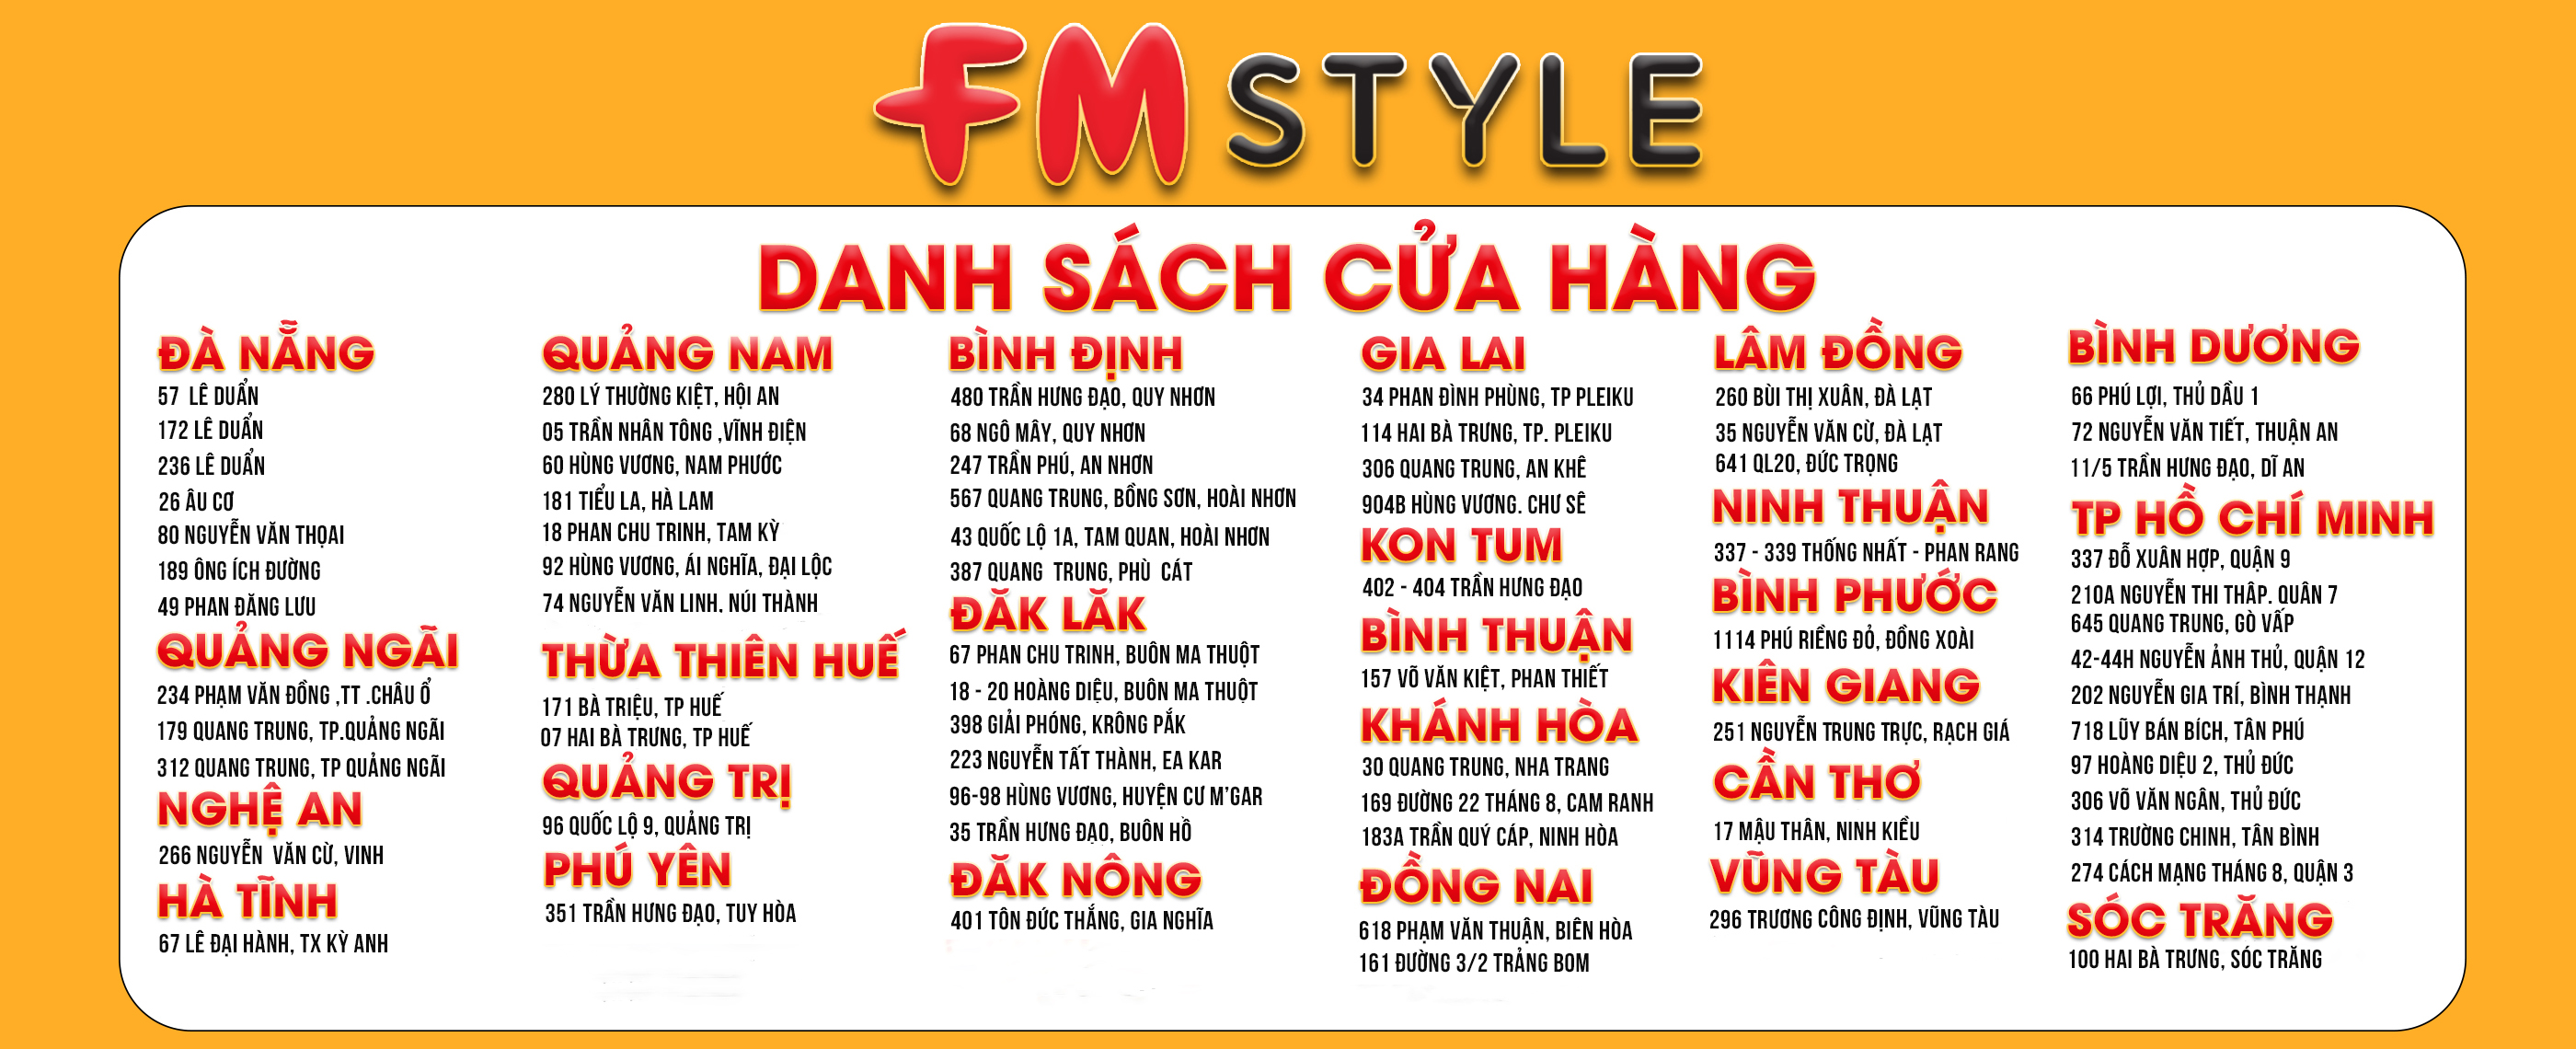 FM STYLE
DANH SÁCH CỬA HÀNG
ĐÀ NẴNG
57 LÊ DUẨN
172 LÊ DUẨN
236 LÊ DUẨN
26 ÂU CƠ
80 NGUYỄN VĂN THOẠI
189 ÔNG ÍCH ĐƯỜNG
49 PHAN ĐĂNG LƯU
QUẢNG NGÃI
234 PHẠM VĂN ĐỒNG ,TT .CHÂU Ổ
179 QUANG TRUNG, TP.QUẢNG NGÃI
312 QUANG TRUNG, TP QUẢNG NGÃI
NGHỆ AN
266 NGUYỄN VĂN CỪ, VINH
HÀ TĨNH
67 LÊ ĐẠI HÀNH, TX KỲ ANH
QUẢNG NAM
280 LÝ THƯỜNG KIỆT, HỘI AN
05 TRẦN NHÂN TÔNG ,VĨNH ĐIỆN
60 HÙNG VƯƠNG, NAM PHƯỚC
181 TIỂU LA, HÀ LAM
18 PHAN CHU TRINH, TAM KỲ
92 HÙNG VƯƠNG, ÁI NGHĨA, ĐẠI LỘC
74 NGUYỄN VĂN LINH, NÚI THÀNH
THỪA THIÊN HUẾ
171 BÀ TRIỆU, TP HUẾ
07 HAI BÀ TRƯNG, TP HUẾ
QUẢNG TRỊ
96 QUỐC LỘ 9, QUẢNG TRỊ
PHÚ YÊN
351 TRẦN HƯNG ĐẠO, TUY HÒA
BÌNH ĐỊNH
480 TRẦN HƯNG ĐẠO, QUY NHƠN
68 NGÔ MÂY, QUY NHƠN
247 TRẦN PHÚ, AN NHƠN
567 QUANG TRUNG, BỒNG SƠN, HOÀI NHƠN
43 QUỐC LỘ 1A, TAM QUAN, HOÀI NHƠN
387 QUANG TRUNG, PHÙ CÁT
ĐĂK LĂK
67 PHAN CHU TRINH, BUÔN MA THUỘT
18 - 20 HOÀNG DIỆU, BUÔN MA THUỘT
398 GIẢI PHÓNG, KRÔNG PẮK
223 NGUYỄN TẤT THÀNH, EA KAR
96-98 HÙNG VƯƠNG, HUYỆN CƯ M'GAR
35 TRẦN HƯNG ĐẠO, BUÔN HỒ
ĐĂK NÔNG
401 TÔN ĐỨC THẮNG, GIA NGHĨA
GIA LAI
34 PHAN ĐÌNH PHÙNG, TP PLEIKU
114 HAI BÀ TRƯNG, TP. PLEIKU
306 QUANG TRUNG, AN KHÊ
904B HÙNG VƯƠNG. CHƯ SÊ
KON TUM
402 - 404 TRẦN HƯNG ĐẠO
BÌNH THUẬN
157 VÕ VĂN KIỆT, PHAN THIẾT
KHÁNH HÒA
30 QUANG TRUNG, NHA TRANG
169 ĐƯỜNG 22 THÁNG 8, CAM RANH
183A TRẦN QUÝ CÁP, NINH HÒA
ĐỒNG NAI
618 PHẠM VĂN THUẬN, BIÊN HÒA
161 ĐƯỜNG 3/2 TRẢNG BOM
LÂM ĐỒNG
260 BÙI THỊ XUÂN, ĐÀ LẠT
35 NGUYỄN VĂN CỪ, ĐÀ LẠT
641 QL20, ĐỨC TRỌNG
NINH THUẬN
337 - 339 THỐNG NHẤT - PHAN RANG
BÌNH PHƯỚC
1114 PHÚ RIỀNG ĐỎ, ĐỒNG XOÀI
KIÊN GIANG
251 NGUYỄN TRUNG TRỰC, RẠCH GIÁ
CẦN THƠ
17 MẬU THÂN, NINH KIỀU
VŨNG TÀU
296 TRƯƠNG CÔNG ĐỊNH, VŨNG TÀU
BÌNH DƯƠNG
66 PHÚ LỢI, THỦ DẦU 1
72 NGUYỄN VĂN TIẾT, THUẬN AN
11/5 TRẦN HƯNG ĐẠO, DĨ AN
TP HỒ CHÍ MINH
337 ĐỖ XUÂN HỢP, QUẬN 9
210A NGUYỄN THI THÂP. QUÂN 7
645 QUANG TRUNG, GÒ VẤP
42-44H NGUYỄN ẢNH THỦ, QUẬN 12
202 NGUYỄN GIA TRÍ, BÌNH THẠNH
718 LŨY BÁN BÍCH, TÂN PHÚ
97 HOÀNG DIỆU 2, THỦ ĐỨC
306 VÕ VĂN NGÂN, THỦ ĐỨC
314 TRƯỜNG CHINH, TÂN BÌNH
274 CÁCH MẠNG THÁNG 8, QUẬN 3
SÓC TRĂNG
100 HAI BÀ TRƯNG, SÓC TRĂNG